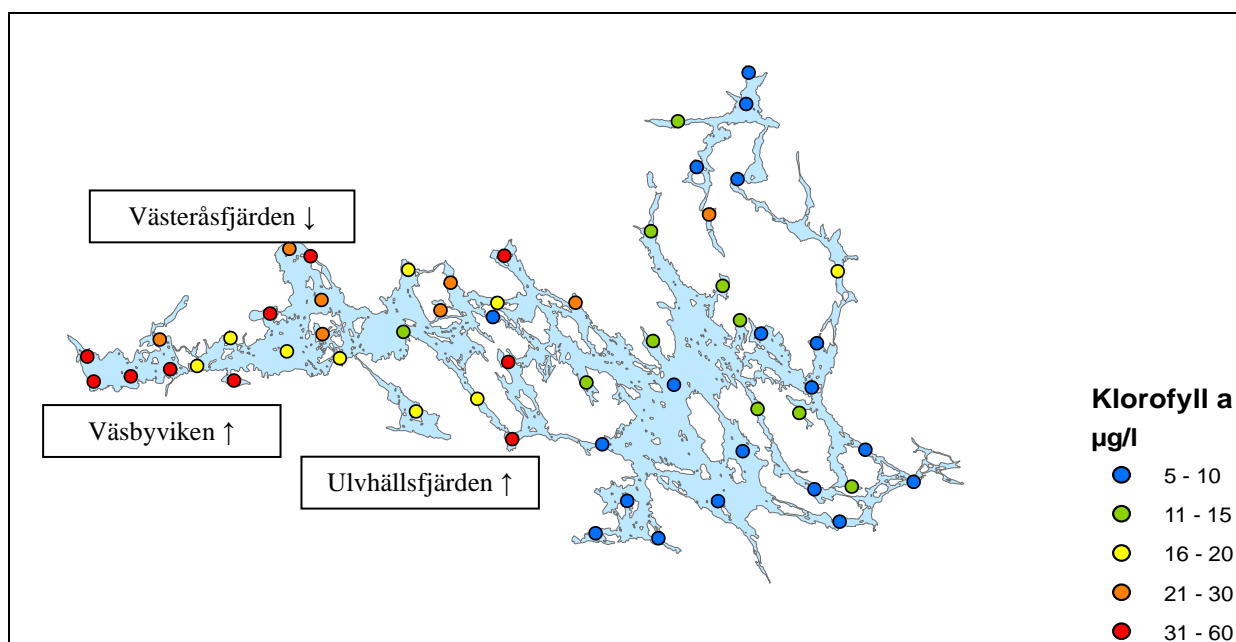 Västeråsfjärden ↓
Väsbyviken ↑
Ulvhällsfjärden ↑
Klorofyll a
µg/l
5 - 10
11 - 15
16 - 20
21 - 30
31 - 60